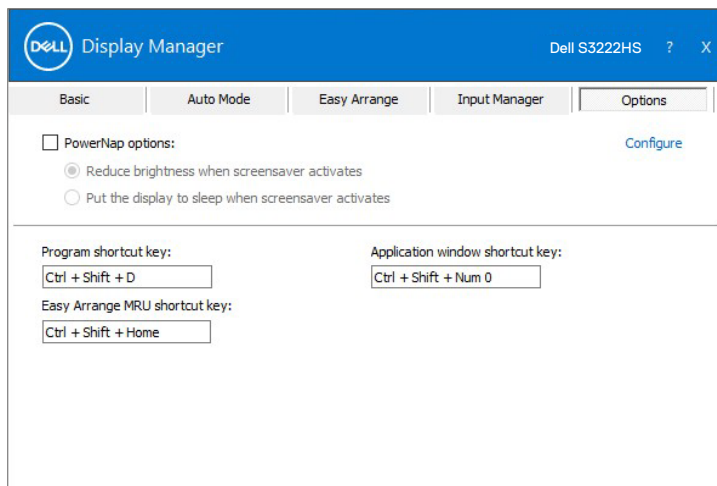 DELL Display Manager Dell S3222HS ? X
Basic Auto Mode Easy Arrange Input Manager Options
PowerNap options: Configure
Reduce brightness when screensaver activates
Put the display to sleep when screensaver activates
Program shortcut key: Application window shortcut key:
Ctrl + Shift + D Ctrl + Shift + Num 0
Easy Arrange MRU shortcut key:
Ctrl + Shift + Home